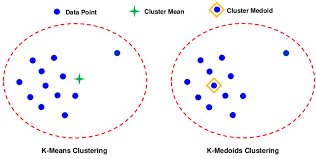 Data Point
Cluster Mean
Cluster Medoid
K-Means Clustering
K-Medoids Clustering